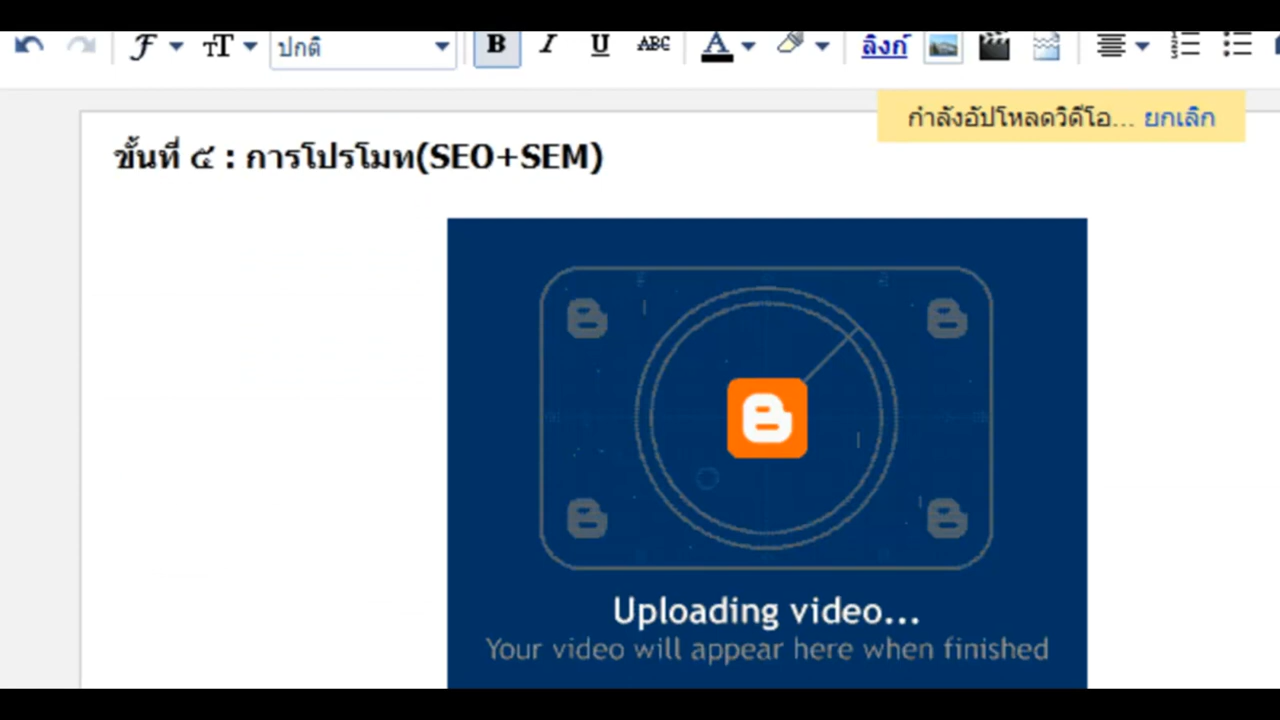 ปกติ
B I U ABC A ลิงก์
กำลังอัปโหลดวิดีโอ... ยกเลิก
ขั้นที่ ๕ : การโปรโมท(SEO+SEM)
Uploading video...
Your video will appear here when finished